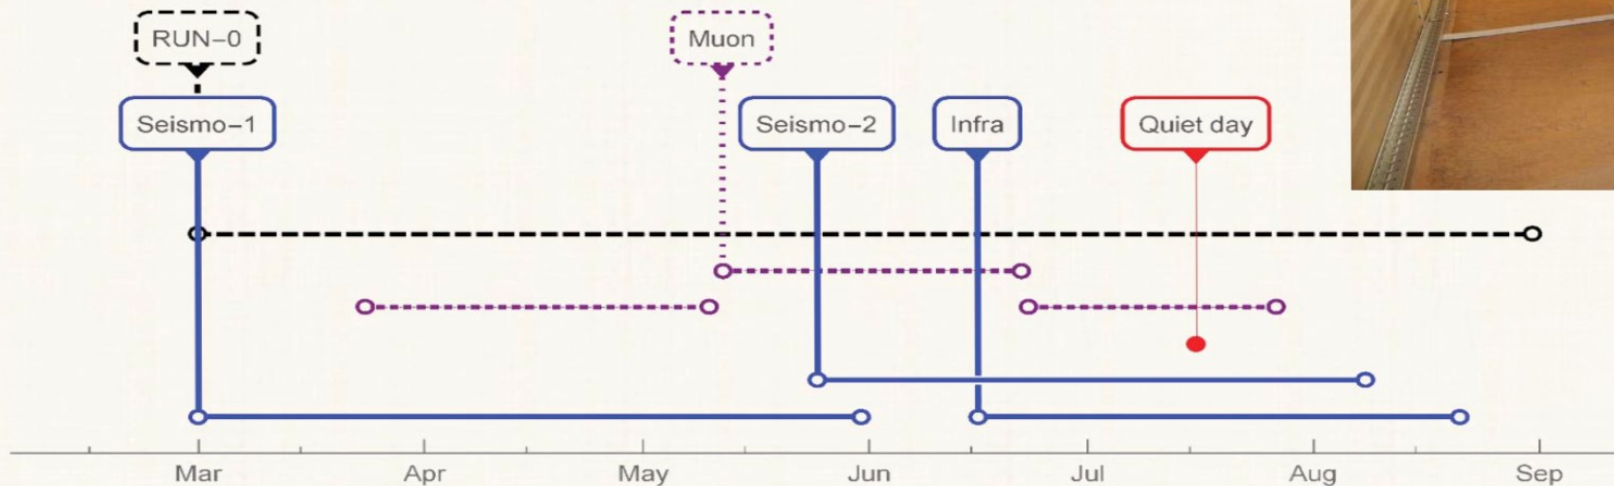 RUN–0
Muon
Seismo–1
Seismo–2
Infra
Quiet day
Mar
Apr
May
Jun
Jul
Aug
Sep